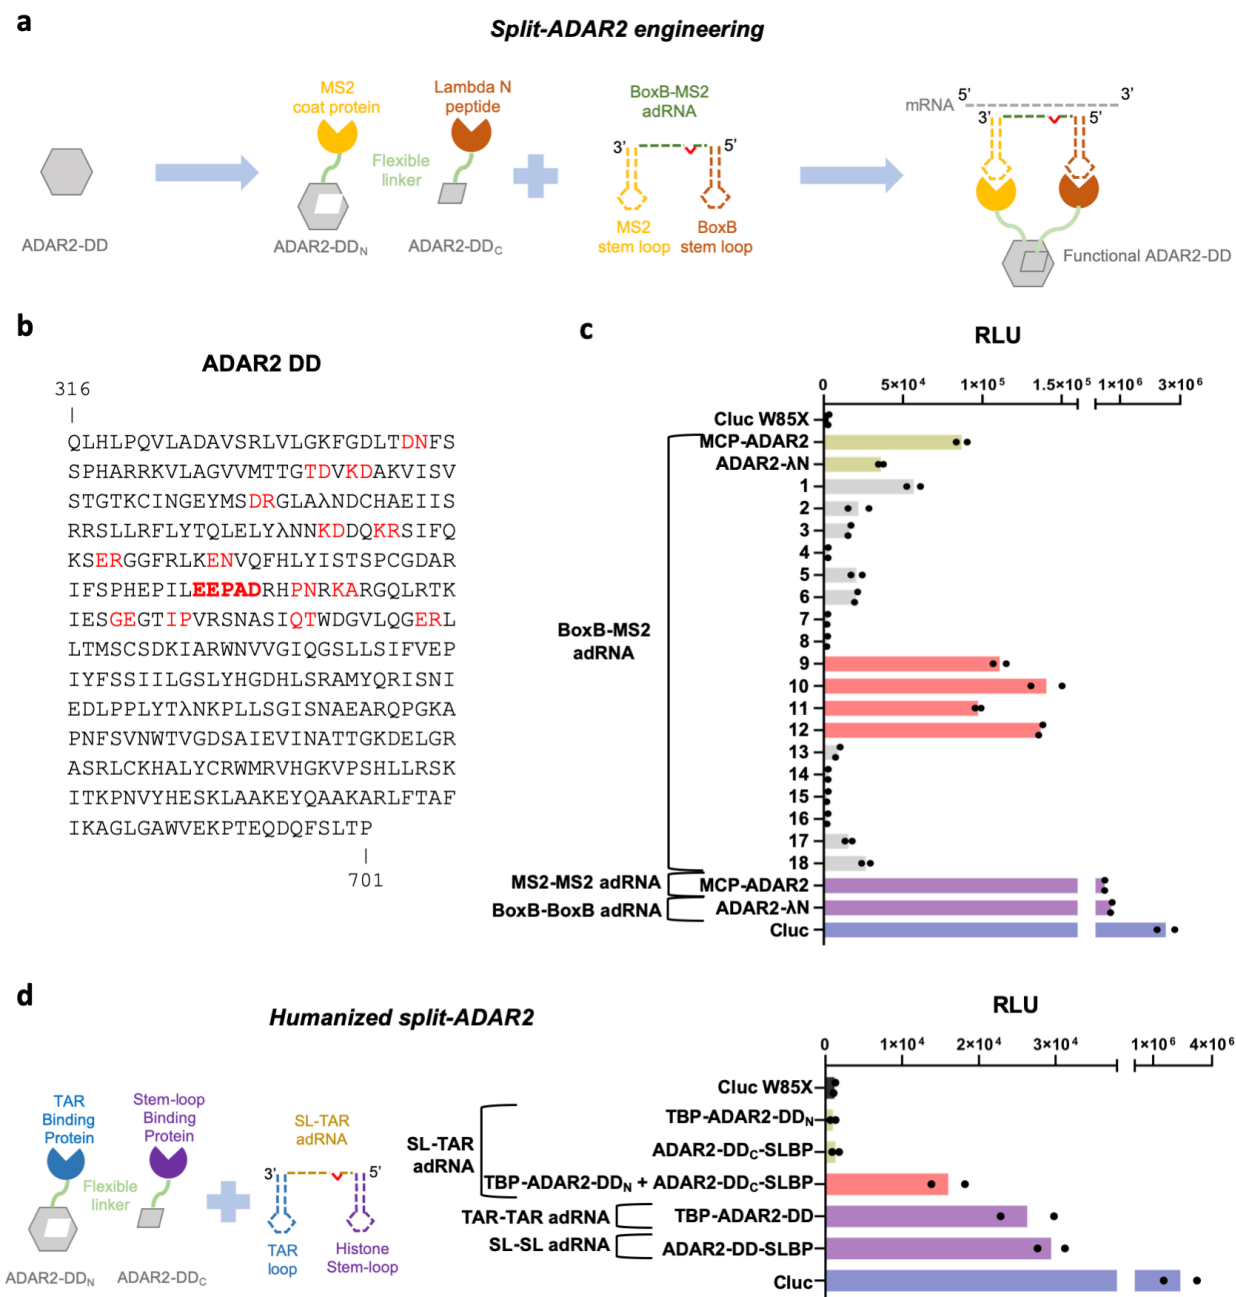 a
Split-ADAR2 engineering
MS2
coat protein
Lambda N
peptide
BoxB-MS2
adRNA
Flexible
linker
3’
5’
mRNA
5’
3’
3’
5’
ADAR2-DD
ADAR2-DDN
ADAR2-DDC
MS2
stem loop
BoxB
stem loop
Functional ADAR2-DD
b
ADAR2 DD
316
QLHLPQVLADAVSRLVLGKFGDLTDNFS
SPHARRKVLAGVVMTTGTDVKDAKVISV
STGTKCINGEYMSDRGLAλNDCHAEIIS
RRSLLRFLYTQLELYλNNKDDQKRSIFQ
KSERGGFRLKENVQFHLYISTSPCGDAR
IFSPHEPILEEPADRHPNRKARGQLRTK
IESGEGTIPVRSNASIQTWDGVLQGERL
LTMSCSDKIARWNVVGIQGSLLSIFVEP
IYFSSIILGSLYHGDHLSRAMYQRISNI
EDLPPLYTλNKPLLSGISNAEARQPGKA
PNFSVNWTVGDSAIEVINATTGKDELGR
ASRLCKHALYCRWMRVHGKVPSHLLRSK
ITKPNVYHESKLAAKEYQAAKARLFTAF
IKAGLGAWVEKPTEQDQFSLTP
701
c
RLU
0 5×10⁴ 1×10⁵ 1.5×10⁵ 1×10⁶ 3×10⁶
Cluc W85X
MCP-ADAR2
ADAR2-λN
1
2
3
4
5
6
7
8
9
10
11
12
13
14
15
16
17
18
BoxB-MS2
adRNA
MS2-MS2 adRNA
MCP-ADAR2
BoxB-BoxB adRNA
ADAR2-λN
Cluc
d
Humanized split-ADAR2
TAR
Binding
Protein
Stem-loop
Binding
Protein
SL-TAR
adRNA
Flexible
linker
3’
5’
TAR
loop
Histone
Stem-loop
ADAR2-DDN
ADAR2-DDC
RLU
0 1×10⁴ 2×10⁴ 3×10⁴ 1×10⁶ 4×10⁶
Cluc W85X
TBP-ADAR2-DDN
ADAR2-DDC-SLBP
SL-TAR
adRNA
TBP-ADAR2-DDN + ADAR2-DDC-SLBP
TAR-TAR adRNA
TBP-ADAR2-DD
SL-SL adRNA
ADAR2-DD-SLBP
Cluc